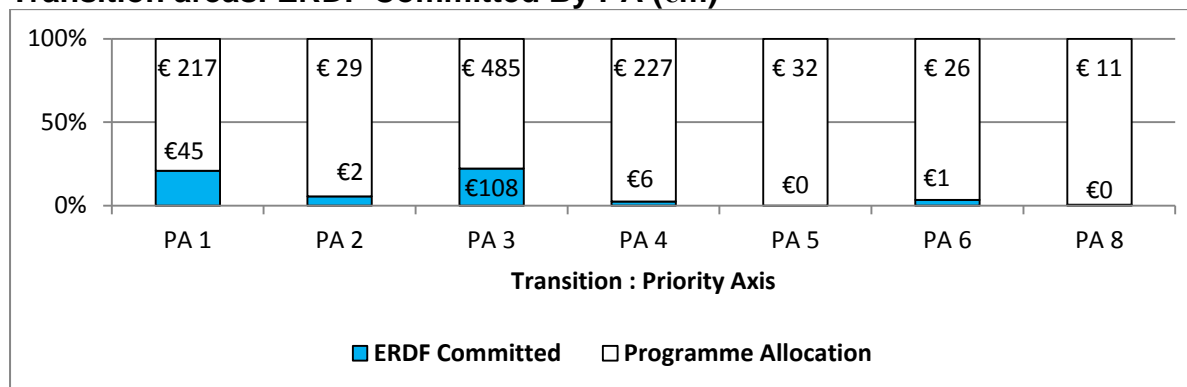 Transition areas: ERDF Committed By PA (€m)
100%
€ 217 € 29 € 485 € 227 € 32 € 26 € 11
50%
€45 €2 €108 €6 €0 €1 €0
0%
PA 1 PA 2 PA 3 PA 4 PA 5 PA 6 PA 8
Transition : Priority Axis
ERDF Committed Programme Allocation